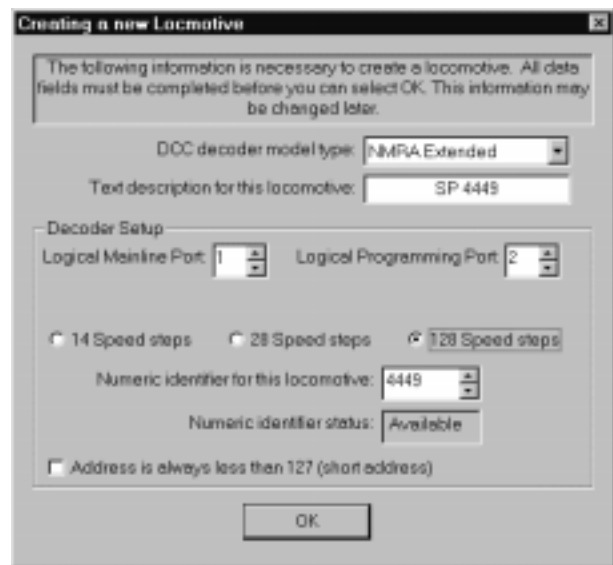 Creating a new Locmotive
The following information is necessary to create a locomotive. All data
fields must be completed before you can select OK. This information may
be changed later.
DCC decoder model type: NMRA Extended
Text description for this locomotive: SP 4449
Decoder Setup
Logical Mainline Port: 1 Logical Programming Port: 2
14 Speed steps 28 Speed steps 128 Speed steps
Numeric identifier for this locomotive: 4449
Numeric identifier status: Available
Address is always less than 127 (short address)
OK